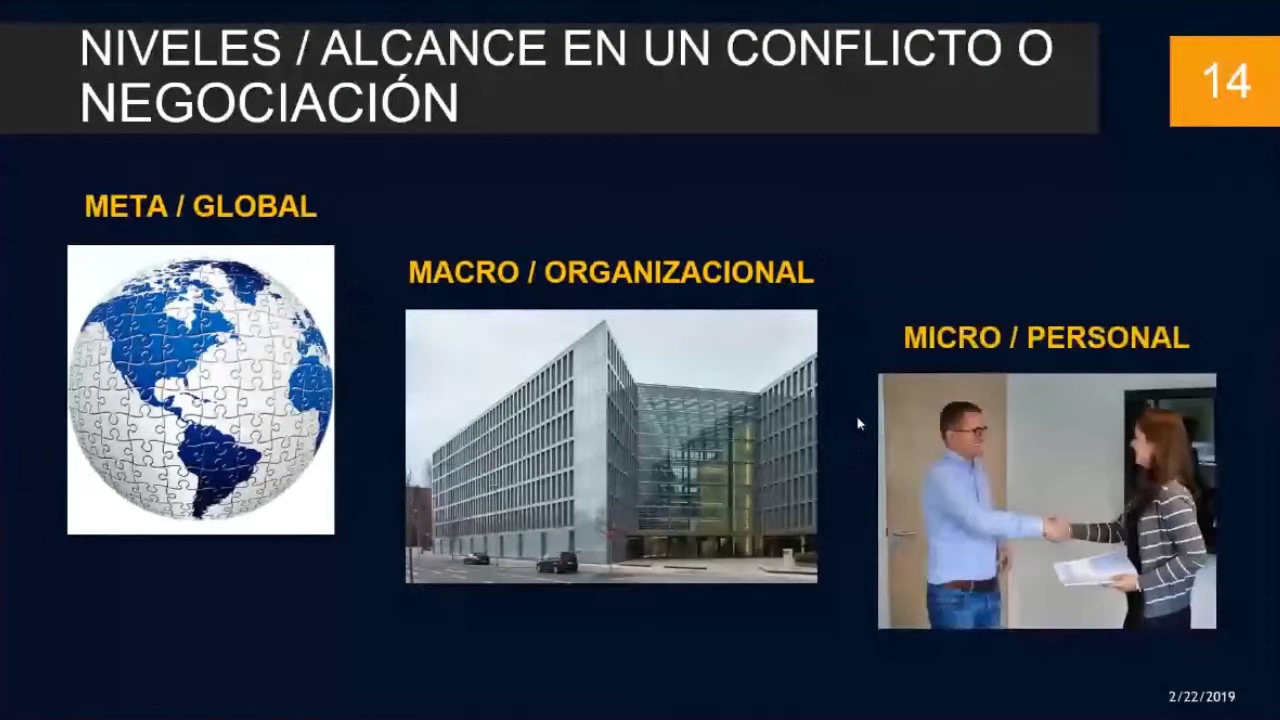 NIVELES / ALCANCE EN UN CONFLICTO O
NEGOCIACIÓN
14
META / GLOBAL
MACRO / ORGANIZACIONAL
MICRO / PERSONAL
2/22/2019